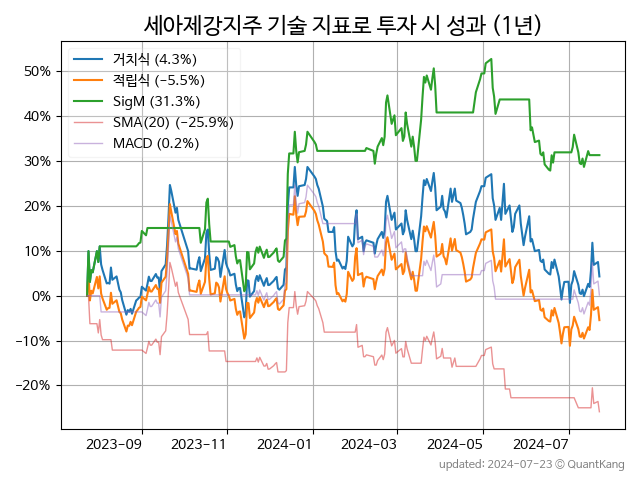 세아제강지주 기술 지표로 투자 시 성과 (1년)
거치식 (4.3%)
적립식 (−5.5%)
SigM (31.3%)
SMA(20) (−25.9%)
MACD (0.2%)
50%
40%
30%
20%
10%
0%
−10%
−20%
2023-09 2023-11 2024-01 2024-03 2024-05 2024-07
updated: 2024-07-23 © QuantKang